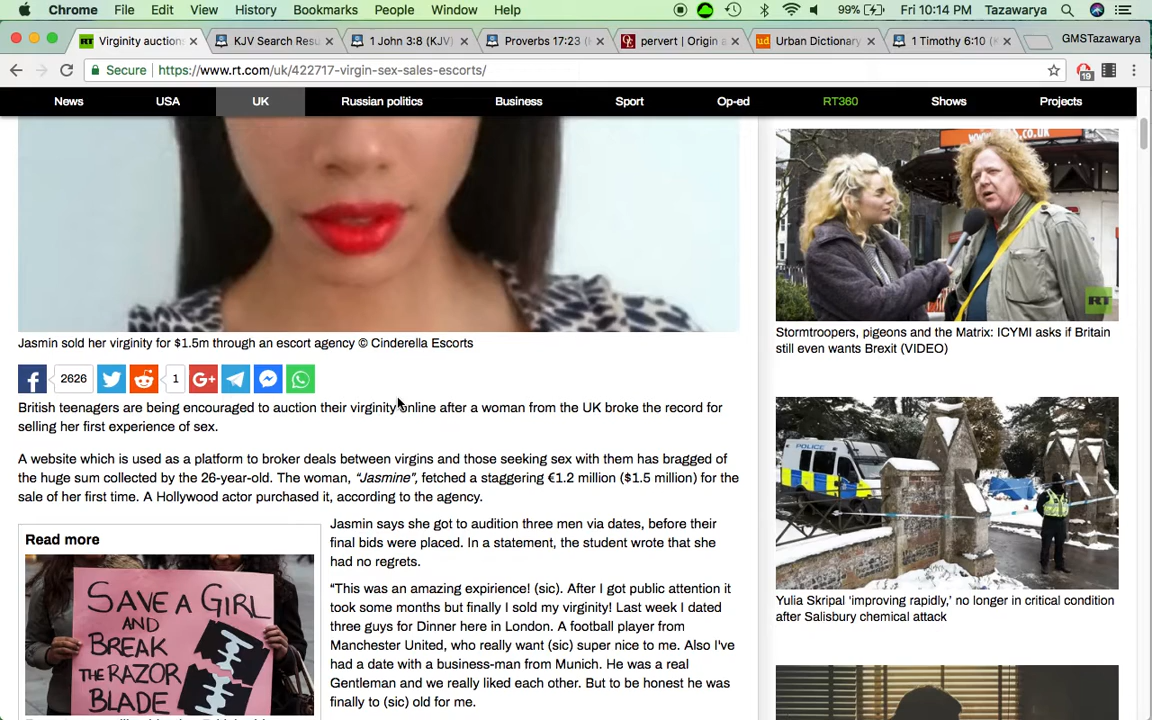 Chrome File Edit View History Bookmarks People Window Help 99% Fri 10:14 PM Tazawarya
Virginity auction: KJV Search Resu 1 John 3:8 (KJV) Proverbs 17:23 ( pervert | Origin a Urban Dictionary 1 Timothy 6:10 ( GMSTazawarya
Secure https://www.rt.com/uk/422717-virgin-sex-sales-escorts/ 19
News USA UK Russian politics Business Sport Op-ed RT360 Shows Projects
Jasmin sold her virginity for $1.5m through an escort agency © Cinderella Escorts
2626 1
British teenagers are being encouraged to auction their virginity online after a woman from the UK broke the record for
selling her first experience of sex.
A website which is used as a platform to broker deals between virgins and those seeking sex with them has bragged of
the huge sum collected by the 26-year-old. The woman, “Jasmine”, fetched a staggering €1.2 million ($1.5 million) for the
sale of her first time. A Hollywood actor purchased it, according to the agency.
Read more
SAVE A GIRL
AND
BREAK
THE RAZOR
BLADE
Jasmin says she got to audition three men via dates, before their
final bids were placed. In a statement, the student wrote that she
had no regrets.
“This was an amazing expirience! (sic). After I got public attention it
took some months but finally I sold my virginity! Last week I dated
three guys for Dinner here in London. A football player from
Manchester United, who really want (sic) super nice to me. Also I've
had a date with a business-man from Munich. He was a real
Gentleman and we really liked each other. But to be honest he was
finally to (sic) old for me.
co.uk
RT
Stormtroopers, pigeons and the Matrix: ICYMI asks if Britain
still even wants Brexit (VIDEO)
POLICE
Yulia Skripal ‘improving rapidly,’ no longer in critical condition
after Salisbury chemical attack